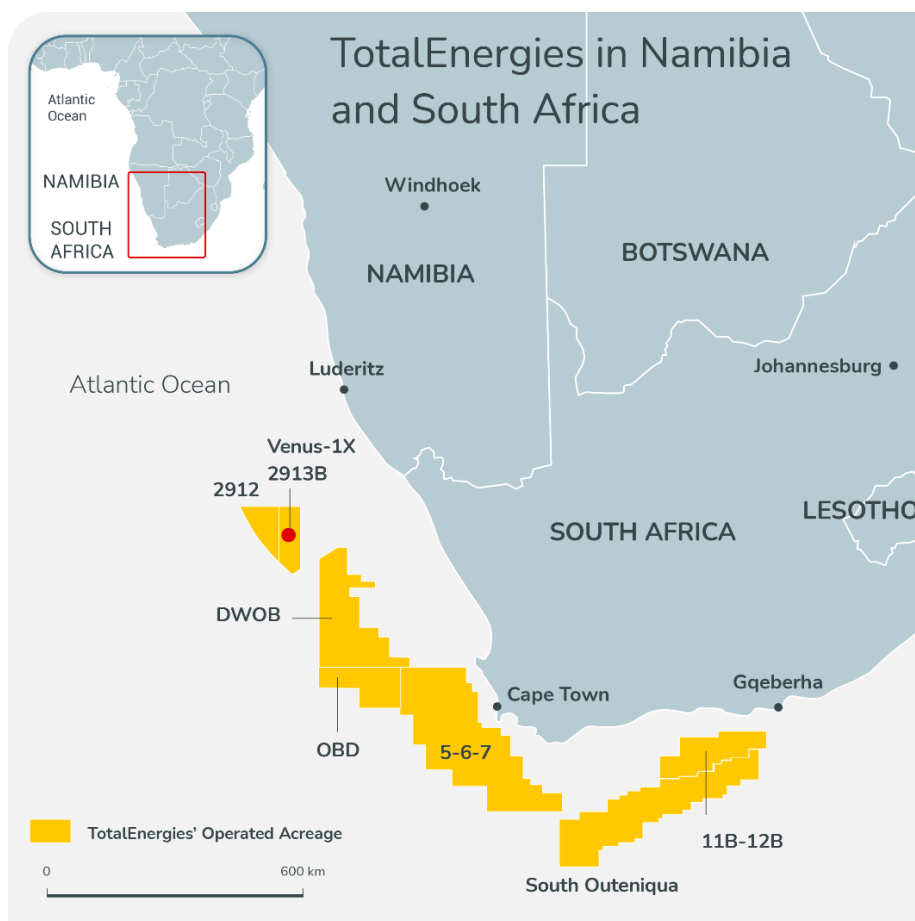 TotalEnergies in Namibia
and South Africa
Atlantic
Ocean
NAMIBIA
SOUTH
AFRICA
Windhoek
NAMIBIA
BOTSWANA
Luderitz
Johannesburg
Atlantic Ocean
Venus-1X
2913B
2912
LESOTHO
SOUTH AFRICA
DWOB
Cape Town
Gqeberha
OBD
5-6-7
TotalEnergies’ Operated Acreage
11B-12B
0
600 km
South Outeniqua